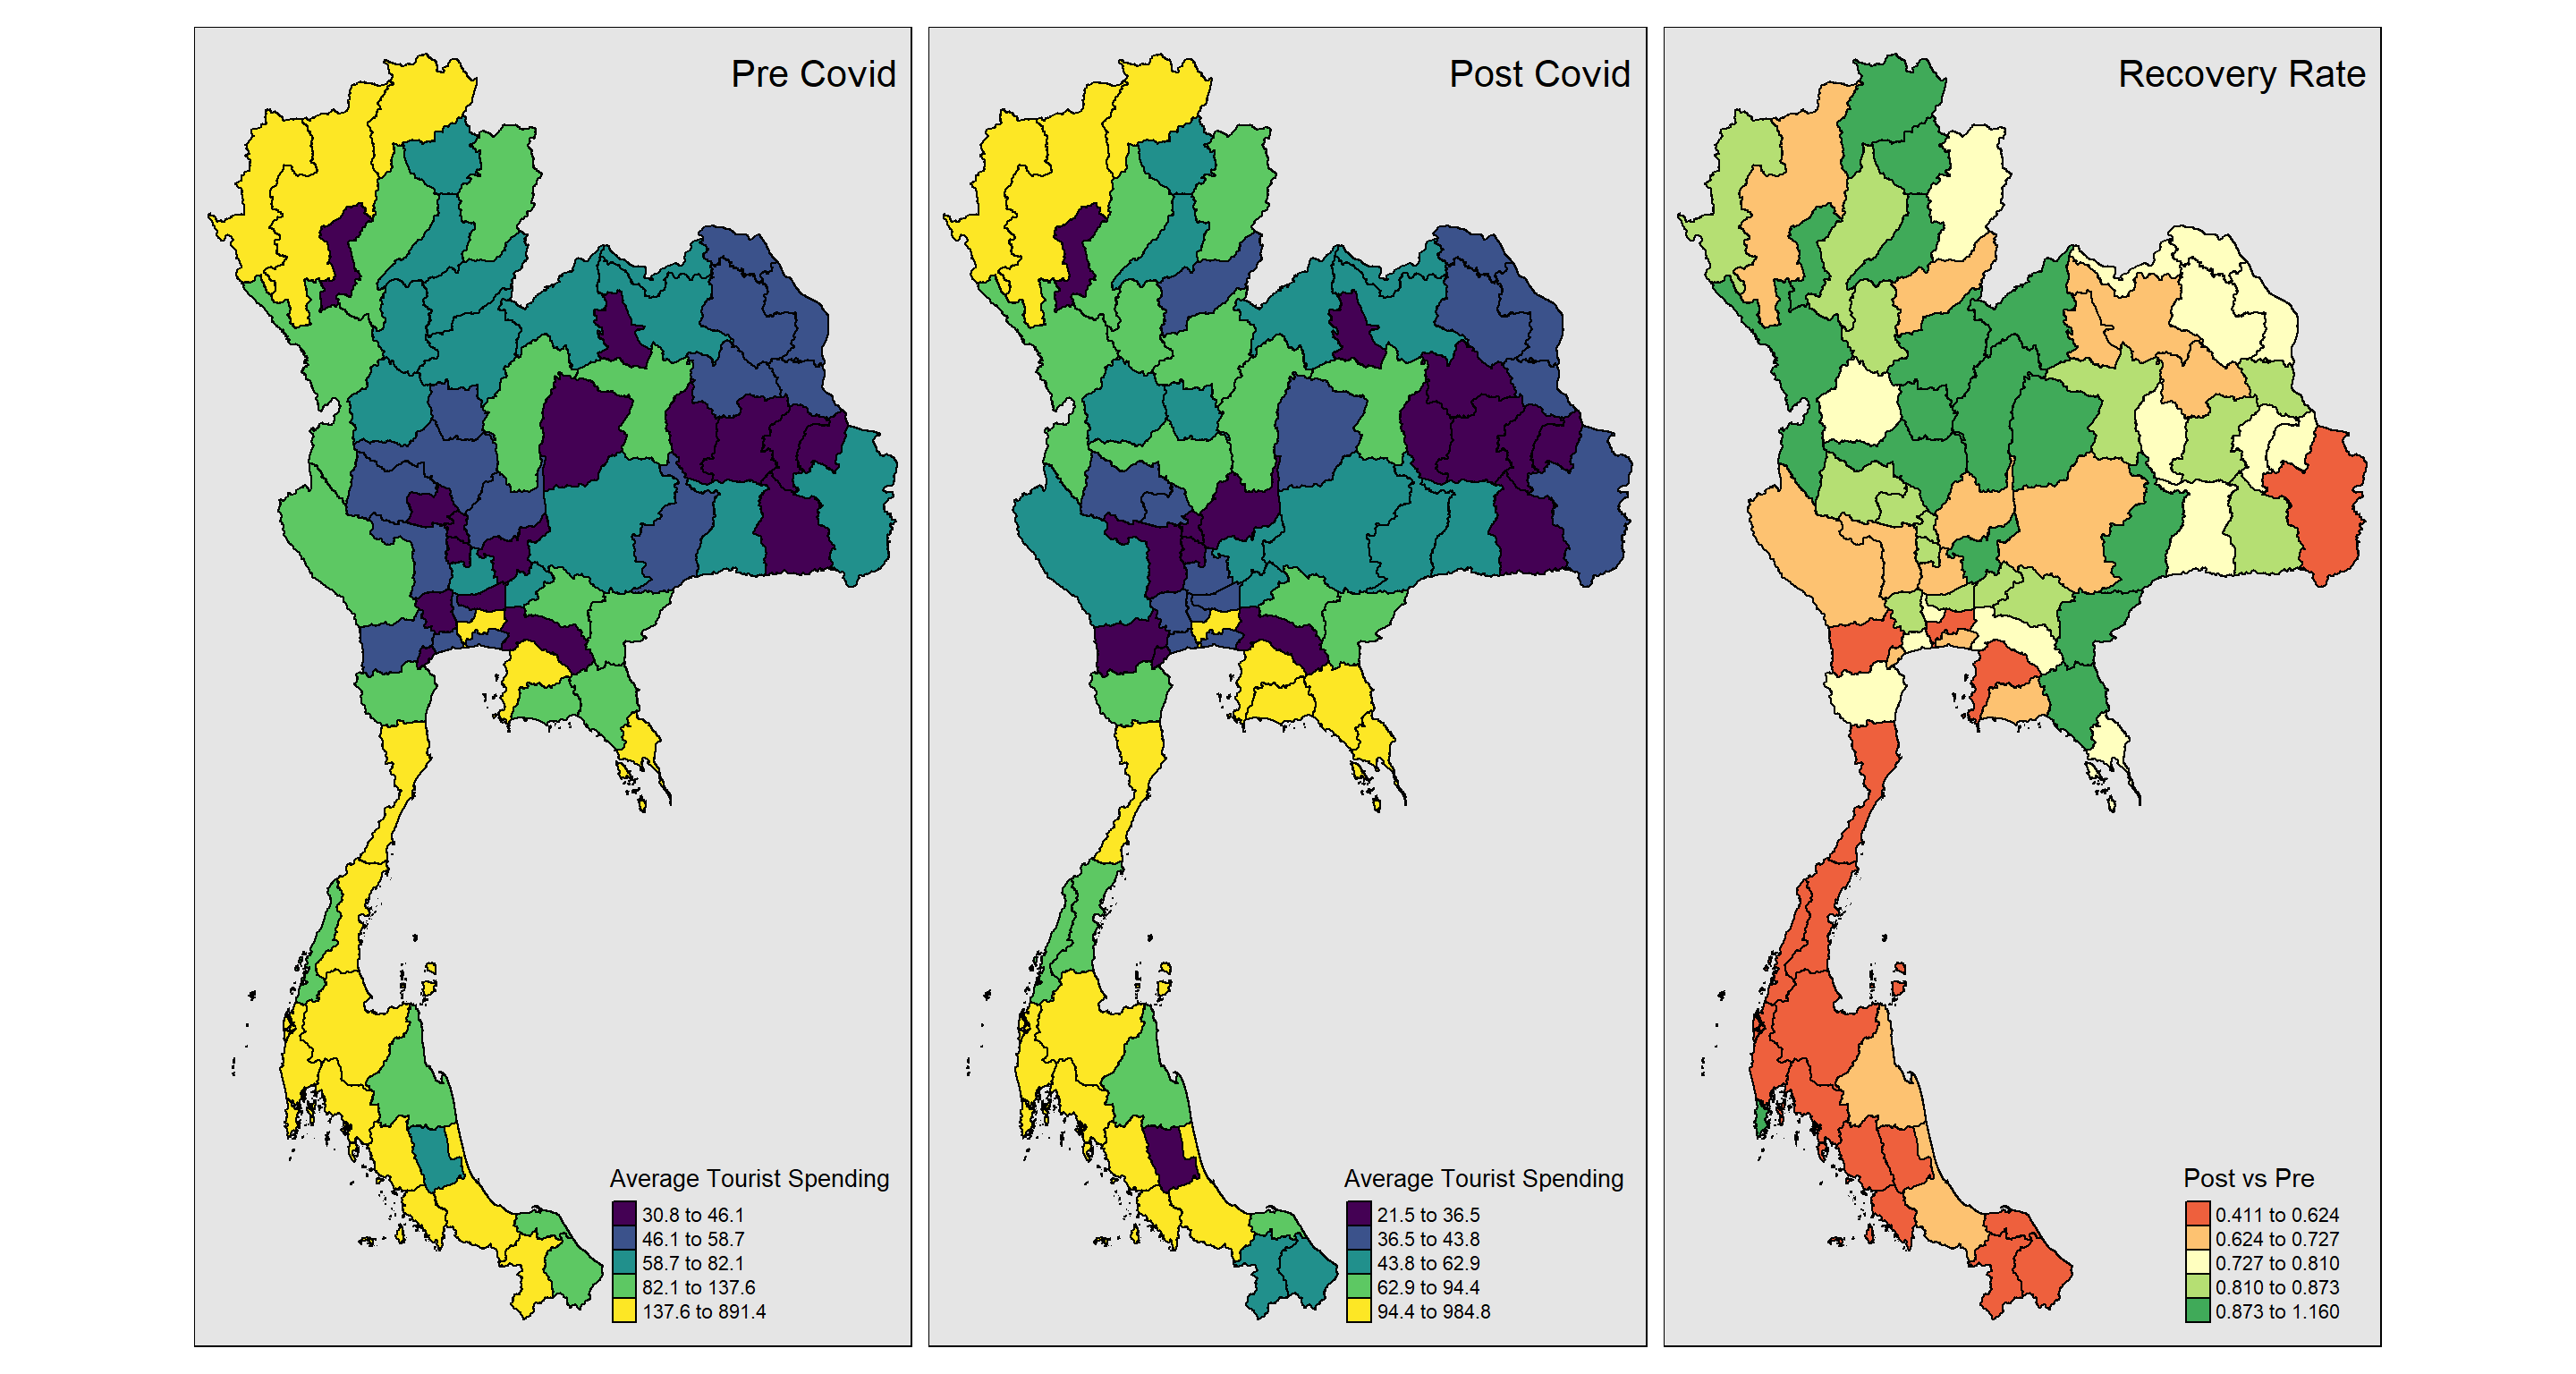 Pre Covid
Average Tourist Spending
30.8 to 46.1
46.1 to 58.7
58.7 to 82.1
82.1 to 137.6
137.6 to 891.4
Post Covid
Average Tourist Spending
21.5 to 36.5
36.5 to 43.8
43.8 to 62.9
62.9 to 94.4
94.4 to 984.8
Recovery Rate
Post vs Pre
0.411 to 0.624
0.624 to 0.727
0.727 to 0.810
0.810 to 0.873
0.873 to 1.160